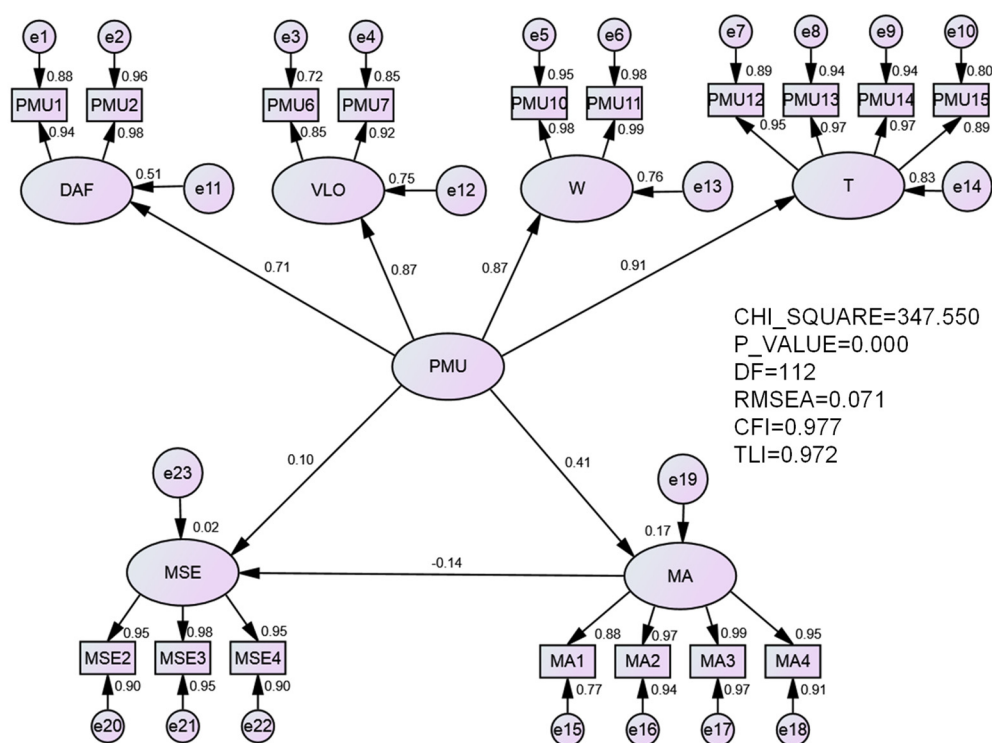 e1 e2 e3 e4 e5 e6 e7 e8 e9 e10
0.88 0.96 0.72 0.85 0.95 0.98 0.89 0.94 0.94 0.80
PMU1 PMU2 PMU6 PMU7 PMU10 PMU11 PMU12 PMU13 PMU14 PMU15
0.94 0.98 0.85 0.92 0.98 0.99 0.95 0.97 0.97 0.89
DAF 0.51 e11 VLO 0.75 e12 W 0.76 e13 T 0.83 e14
0.71 0.87 0.87 0.91
PMU
CHI_SQUARE=347.550
P_VALUE=0.000
DF=112
RMSEA=0.071
CFI=0.977
TLI=0.972
0.10 0.41
e23 e19
0.02 0.17
MSE -0.14 MA
0.95 0.98 0.95 0.88 0.97 0.99 0.95
MSE2 MSE3 MSE4 MA1 MA2 MA3 MA4
0.90 0.95 0.90 0.77 0.94 0.97 0.91
e20 e21 e22 e15 e16 e17 e18